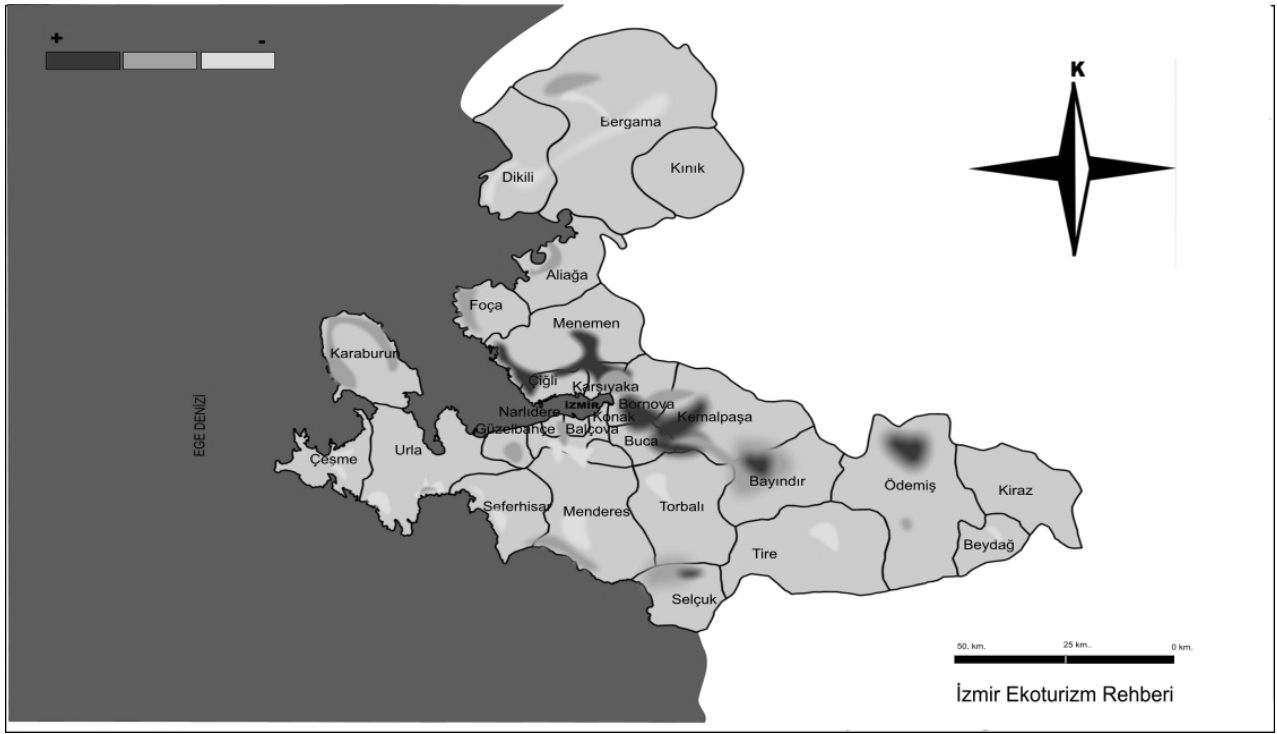 + -
K
Bergama
Kınık
Dikili
Aliağa
Foça
Menemen
Karaburun
Çiğli
Karşıyaka
Narlıdere
İZMİR
Bornova
Konak
Kemalpaşa
Güzelbahçe
Balçova
Buca
EGE DENİZİ
Çeşme
Urla
Bayındır
Ödemiş
Kiraz
Seferhisar
Menderes
Torbalı
Tire
Beydağ
Selçuk
50. km. 25 km.. 0 km.
İzmir Ekoturizm Rehberi